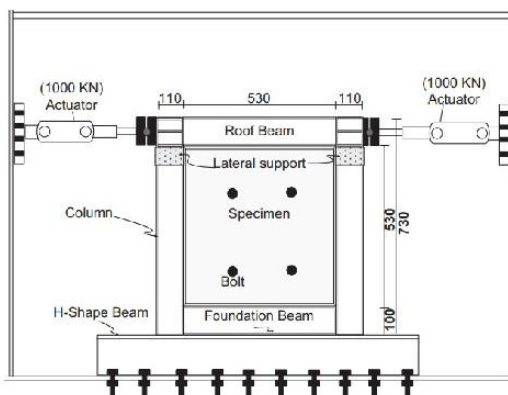 (1000 KN)
Actuator
110
530
110
(1000 KN)
Actuator
Roof Beam
Lateral support
Column
Specimen
530
730
Bolt
H-Shape Beam
Foundation Beam
100